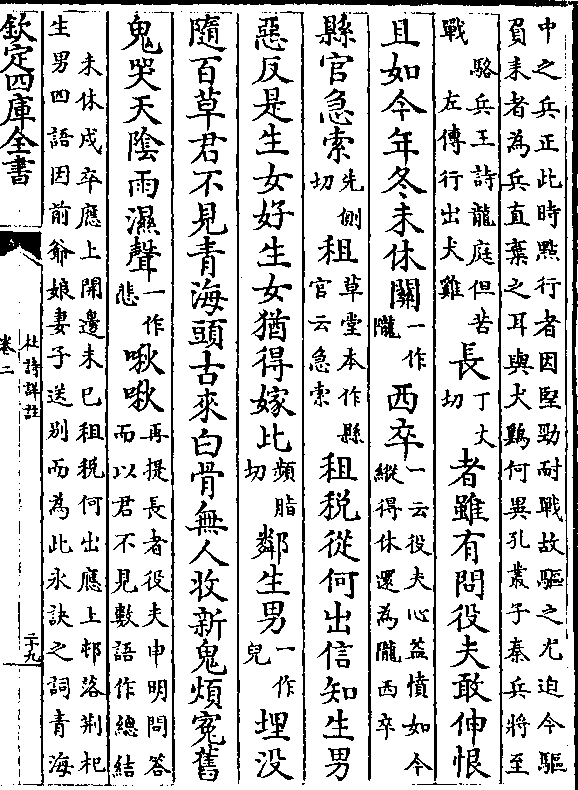 中之兵正此時㸃行者因堅勁耐戰故驅之尤迫今驅
負耒者為兵直棄之耳與犬鷄何異孔叢子秦兵將至
戰駱兵王詩龍庭但苦左傳行出犬雞長丁丈切者雖有問役夫敢伸恨
且如今年冬未休關一作隴西卒一云役夫心益憤如今縱得休還為隴西卒
縣官急索先側切租草堂本作縣官云急索租税從何出信知生男
惡反是生女好生女猶得嫁比頻脂切鄰生男一作兒埋没
隨百草君不見青海頭古來白骨無人收新鬼煩寃舊
鬼哭天隂雨濕聲一作悲啾啾再提長者役夫申明問答而以君不見數語作總結
未休戍卒應上開邊未已租税何出應上邨落荆杞
生男四語因前爺娘妻子送别而為此永訣之詞青海
欽定四庫全書
杜詩詳註
卷二
二十九